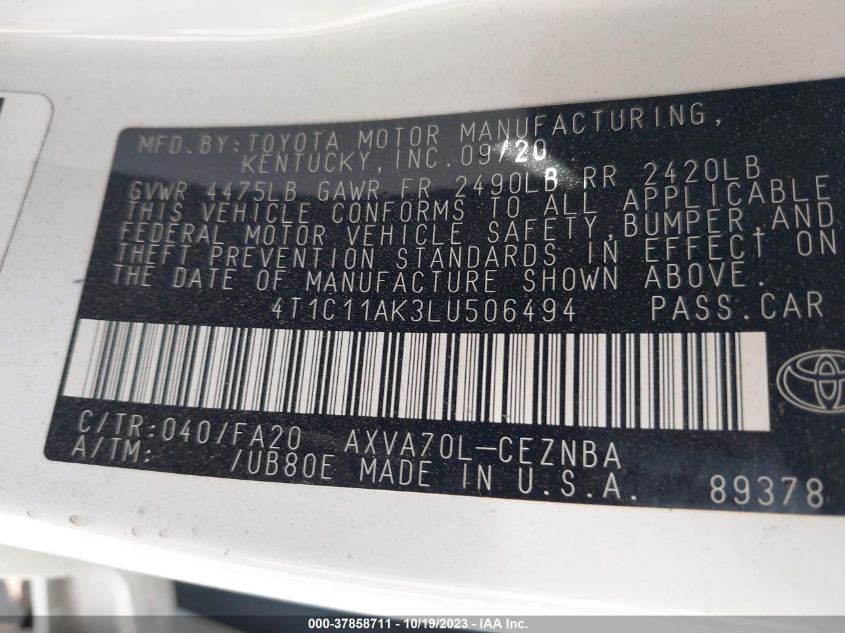 MFD.BY:TOYOTA MOTOR MANUFACTURING,
KENTUCKY,INC.09/20
GVWR 4475LB GAWR FR 2490LB RR 2420LB
THIS VEHICLE CONFORMS TO ALL APPLICABLE
FEDERAL MOTOR VEHICLE SAFETY,BUMPER,AND
THEFT PREVENTION STANDARDS IN EFFECT ON
THE DATE OF MANUFACTURE SHOWN ABOVE.
4T1C11AK3LU506494 PASS.CAR
C/TR:040/FA20 AXVA70L-CEZNBA
A/TM: /UB80E MADE IN U.S.A. 89378
000-37858711 - 10/19/2023 - IAA Inc.